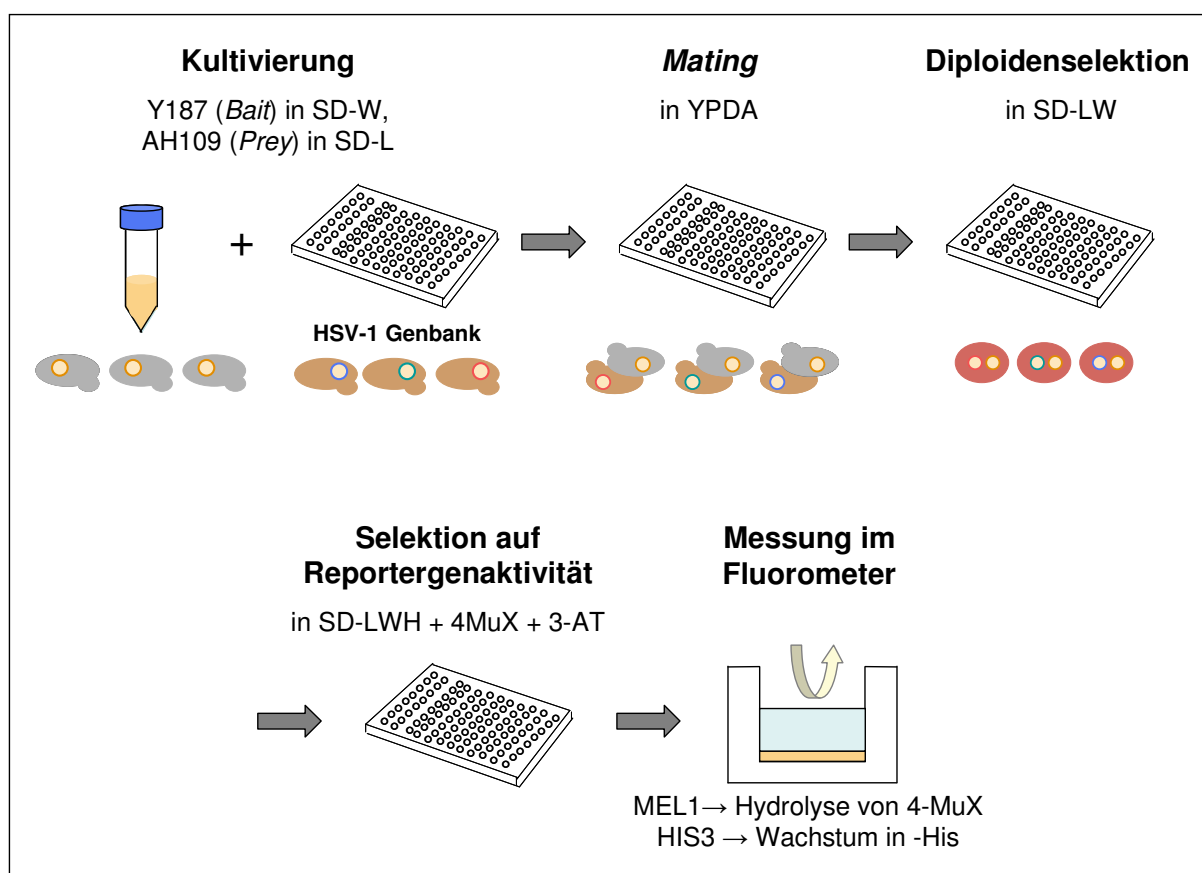 Kultivierung
Y187 (Bait) in SD-W,
AH109 (Prey) in SD-L
Mating
in YPDA
Diploidenselektion
in SD-LW
+
HSV-1 Genbank
Selektion auf
Reportergenaktivität
in SD-LWH + 4MuX + 3-AT
Messung im
Fluorometer
MEL1→ Hydrolyse von 4-MuX
HIS3 → Wachstum in -His